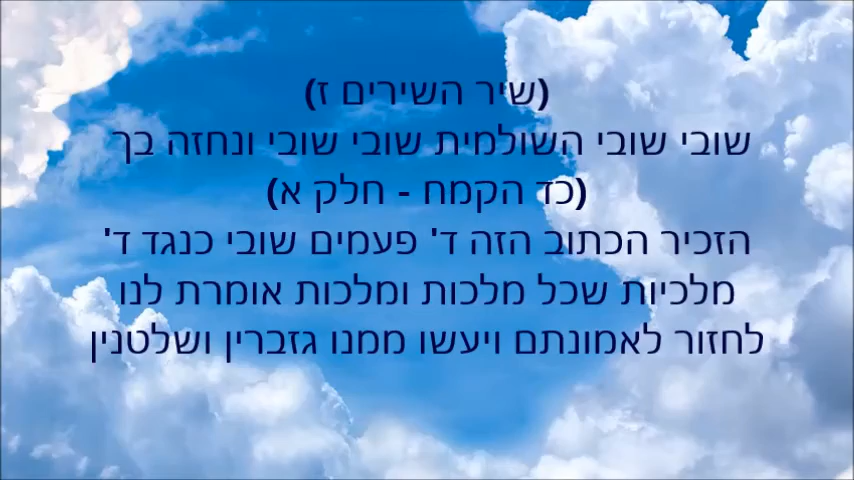 (שיר השירים ז)
שובי שובי השולמית שובי שובי ונחזה בך
(כד הקמח - חלק א)
הזכיר הכתוב הזה ד' פעמים שובי כנגד ד'
מלכיות שכל מלכות ומלכות אומרת לנו
לחזור לאמונתם ויעשו ממנו גזברין ושלטנין